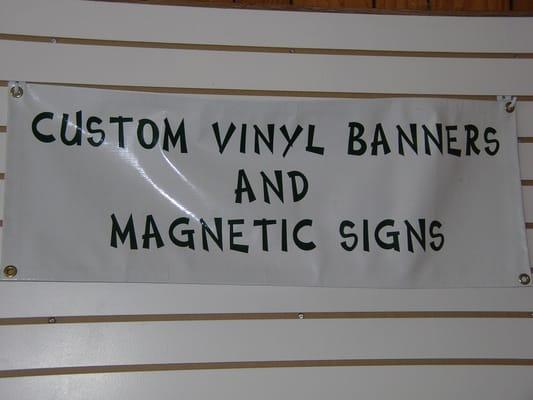 CUSTOM VINYL BANNERS
AND
MAGNETIC SIGNS